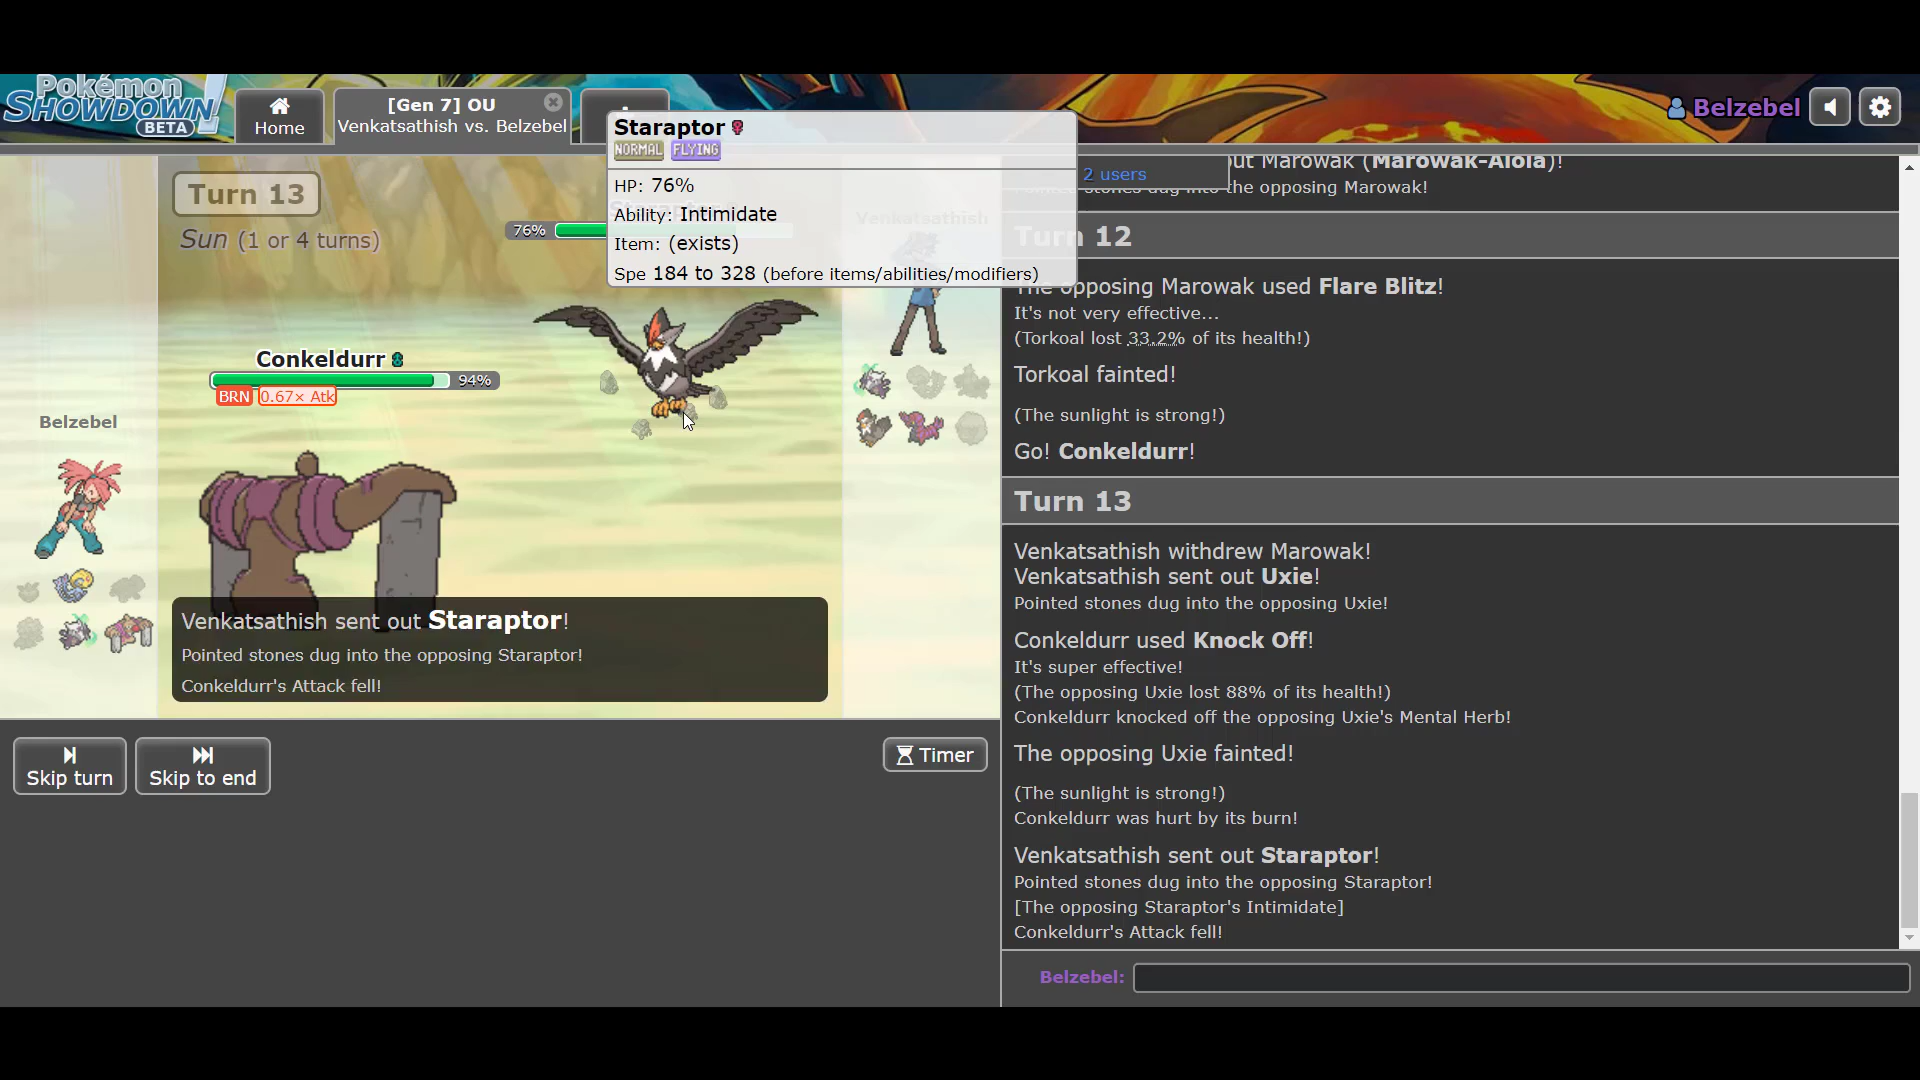 Pokémon
SHOWDOWN!
BETA
Home
[Gen 7] OU
Venkatsathish vs. Belzebel
Belzebel
Staraptor
NORMAL FLYING
HP: 76%
Ability: Intimidate
Item: (exists)
Spe 184 to 328 (before items/abilities/modifiers)
2 users
Turn 13
Sun (1 or 4 turns)
76%
Venkatsathish
Conkeldurr
94%
BRN 0.67× Atk
Belzebel
Venkatsathish sent out Staraptor!
Pointed stones dug into the opposing Staraptor!
Conkeldurr's Attack fell!
Skip turn
Skip to end
Timer
out Marowak (Marowak-Alola)!
Pointed stones dug into the opposing Marowak!
Turn 12
The opposing Marowak used Flare Blitz!
It's not very effective...
(Torkoal lost 33.2% of its health!)
Torkoal fainted!
(The sunlight is strong!)
Go! Conkeldurr!
Turn 13
Venkatsathish withdrew Marowak!
Venkatsathish sent out Uxie!
Pointed stones dug into the opposing Uxie!
Conkeldurr used Knock Off!
It's super effective!
(The opposing Uxie lost 88% of its health!)
Conkeldurr knocked off the opposing Uxie's Mental Herb!
The opposing Uxie fainted!
(The sunlight is strong!)
Conkeldurr was hurt by its burn!
Venkatsathish sent out Staraptor!
Pointed stones dug into the opposing Staraptor!
[The opposing Staraptor's Intimidate]
Conkeldurr's Attack fell!
Belzebel: